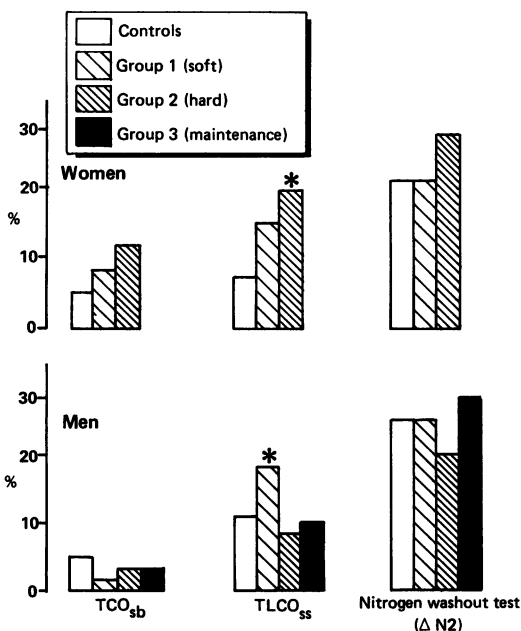 Controls
Group 1 (soft)
Group 2 (hard)
Group 3 (maintenance)
30
Women
20
*
%
10
0
30
Men
20
*
%
10
0
TCOsb
TLCOss
Nitrogen washout test
(Δ N2)